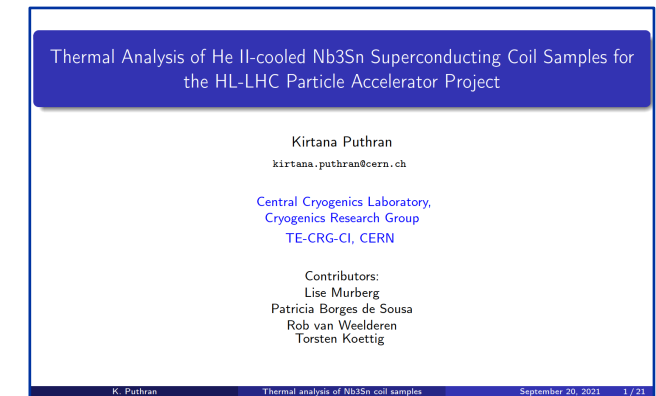 Thermal Analysis of He II-cooled Nb3Sn Superconducting Coil Samples for
the HL-LHC Particle Accelerator Project
Kirtana Puthran
kirtana.puthran@cern.ch
Central Cryogenics Laboratory,
Cryogenics Research Group
TE-CRG-CI, CERN
Contributors:
Lise Murberg
Patricia Borges de Sousa
Rob van Weelderen
Torsten Koettig
K. Puthran Thermal analysis of Nb3Sn coil samples September 20, 2021 1 / 21